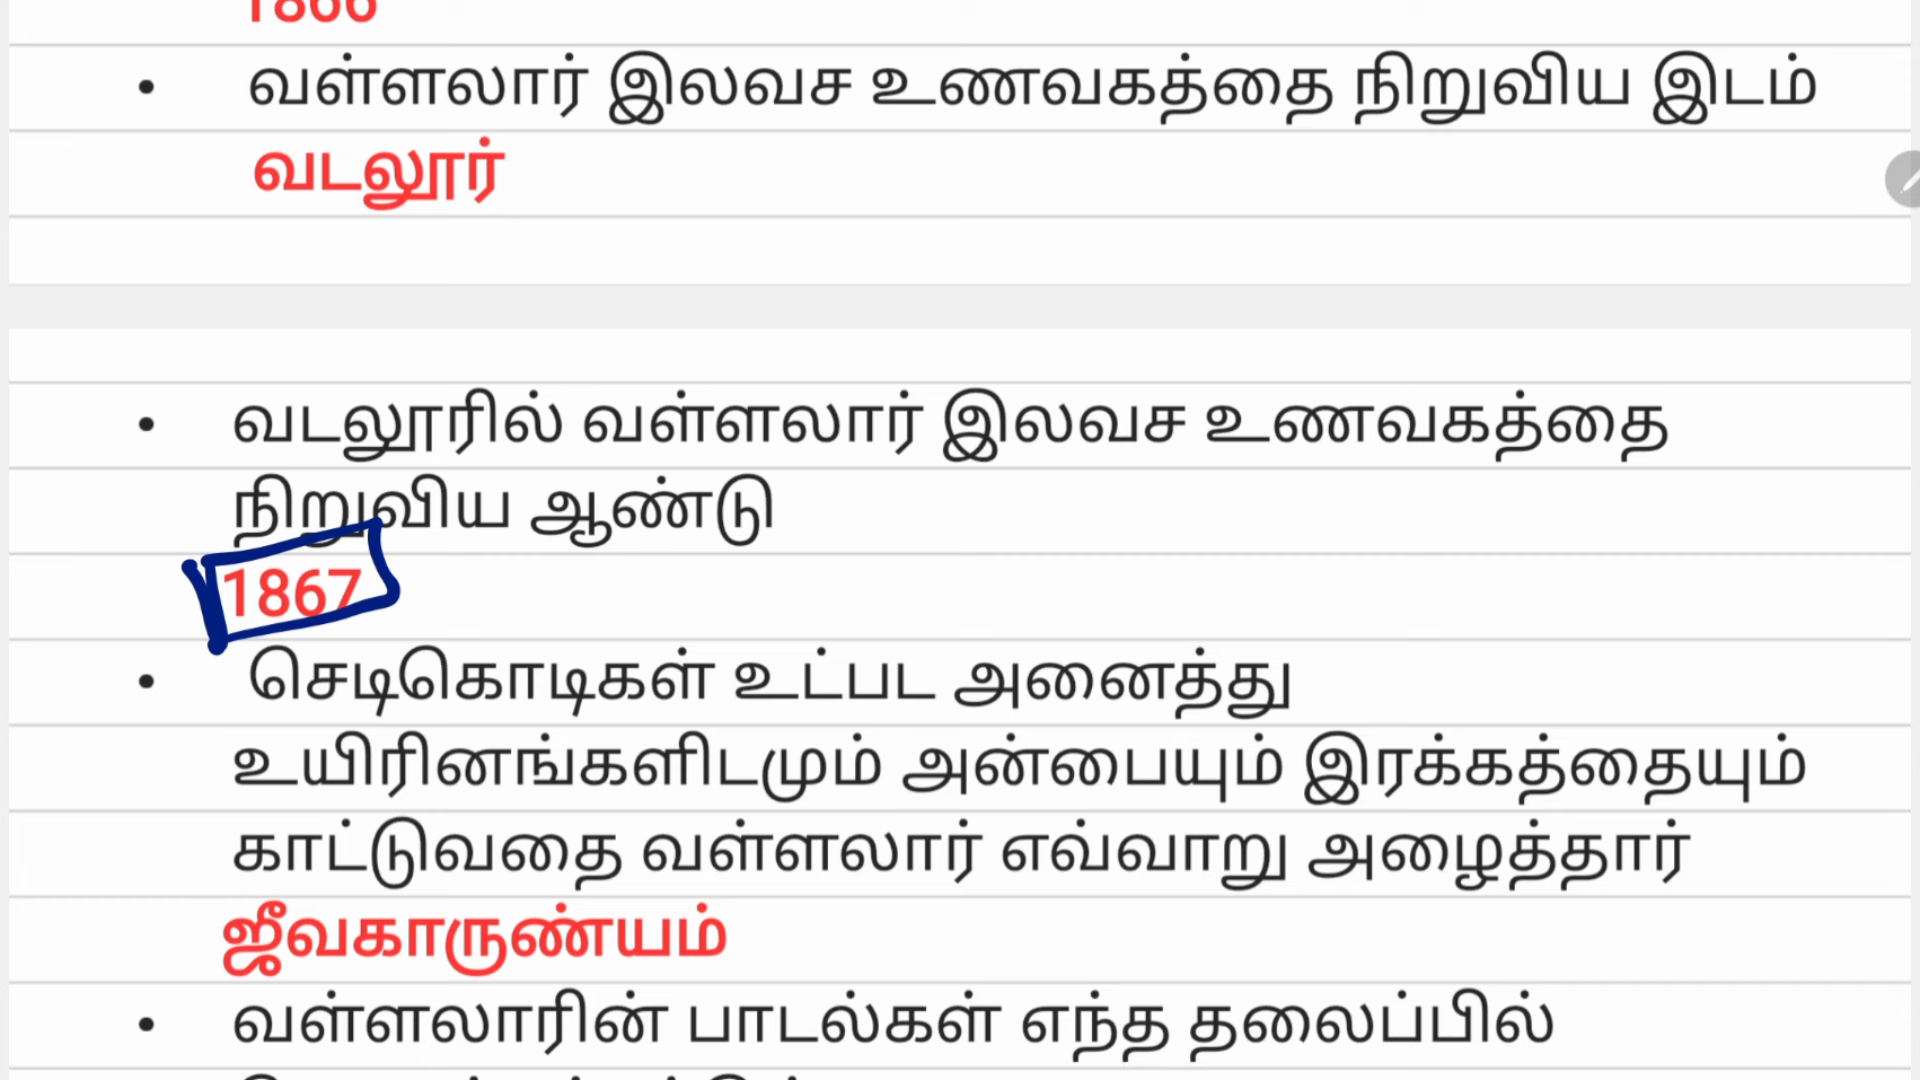 1866
• வள்ளலார் இலவச உணவகத்தை நிறுவிய இடம்
வடலூர்
• வடலூரில் வள்ளலார் இலவச உணவகத்தை
நிறுவிய ஆண்டு
1867
• செடிகொடிகள் உட்பட அனைத்து
உயிரினங்களிடமும் அன்பையும் இரக்கத்தையும்
காட்டுவதை வள்ளலார் எவ்வாறு அழைத்தார்
ஜீவகாருண்யம்
• வள்ளலாரின் பாடல்கள் எந்த தலைப்பில்